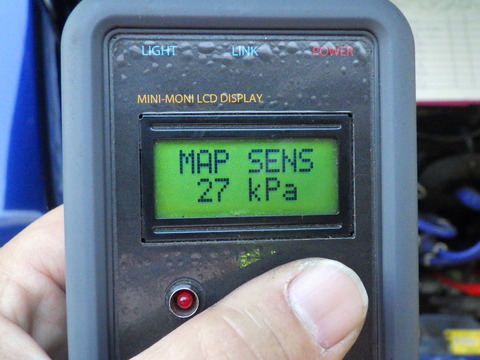 LIGHT LINK POWER
MINI-MONI LCD DISPLAY
MAP SENS
27 kPa